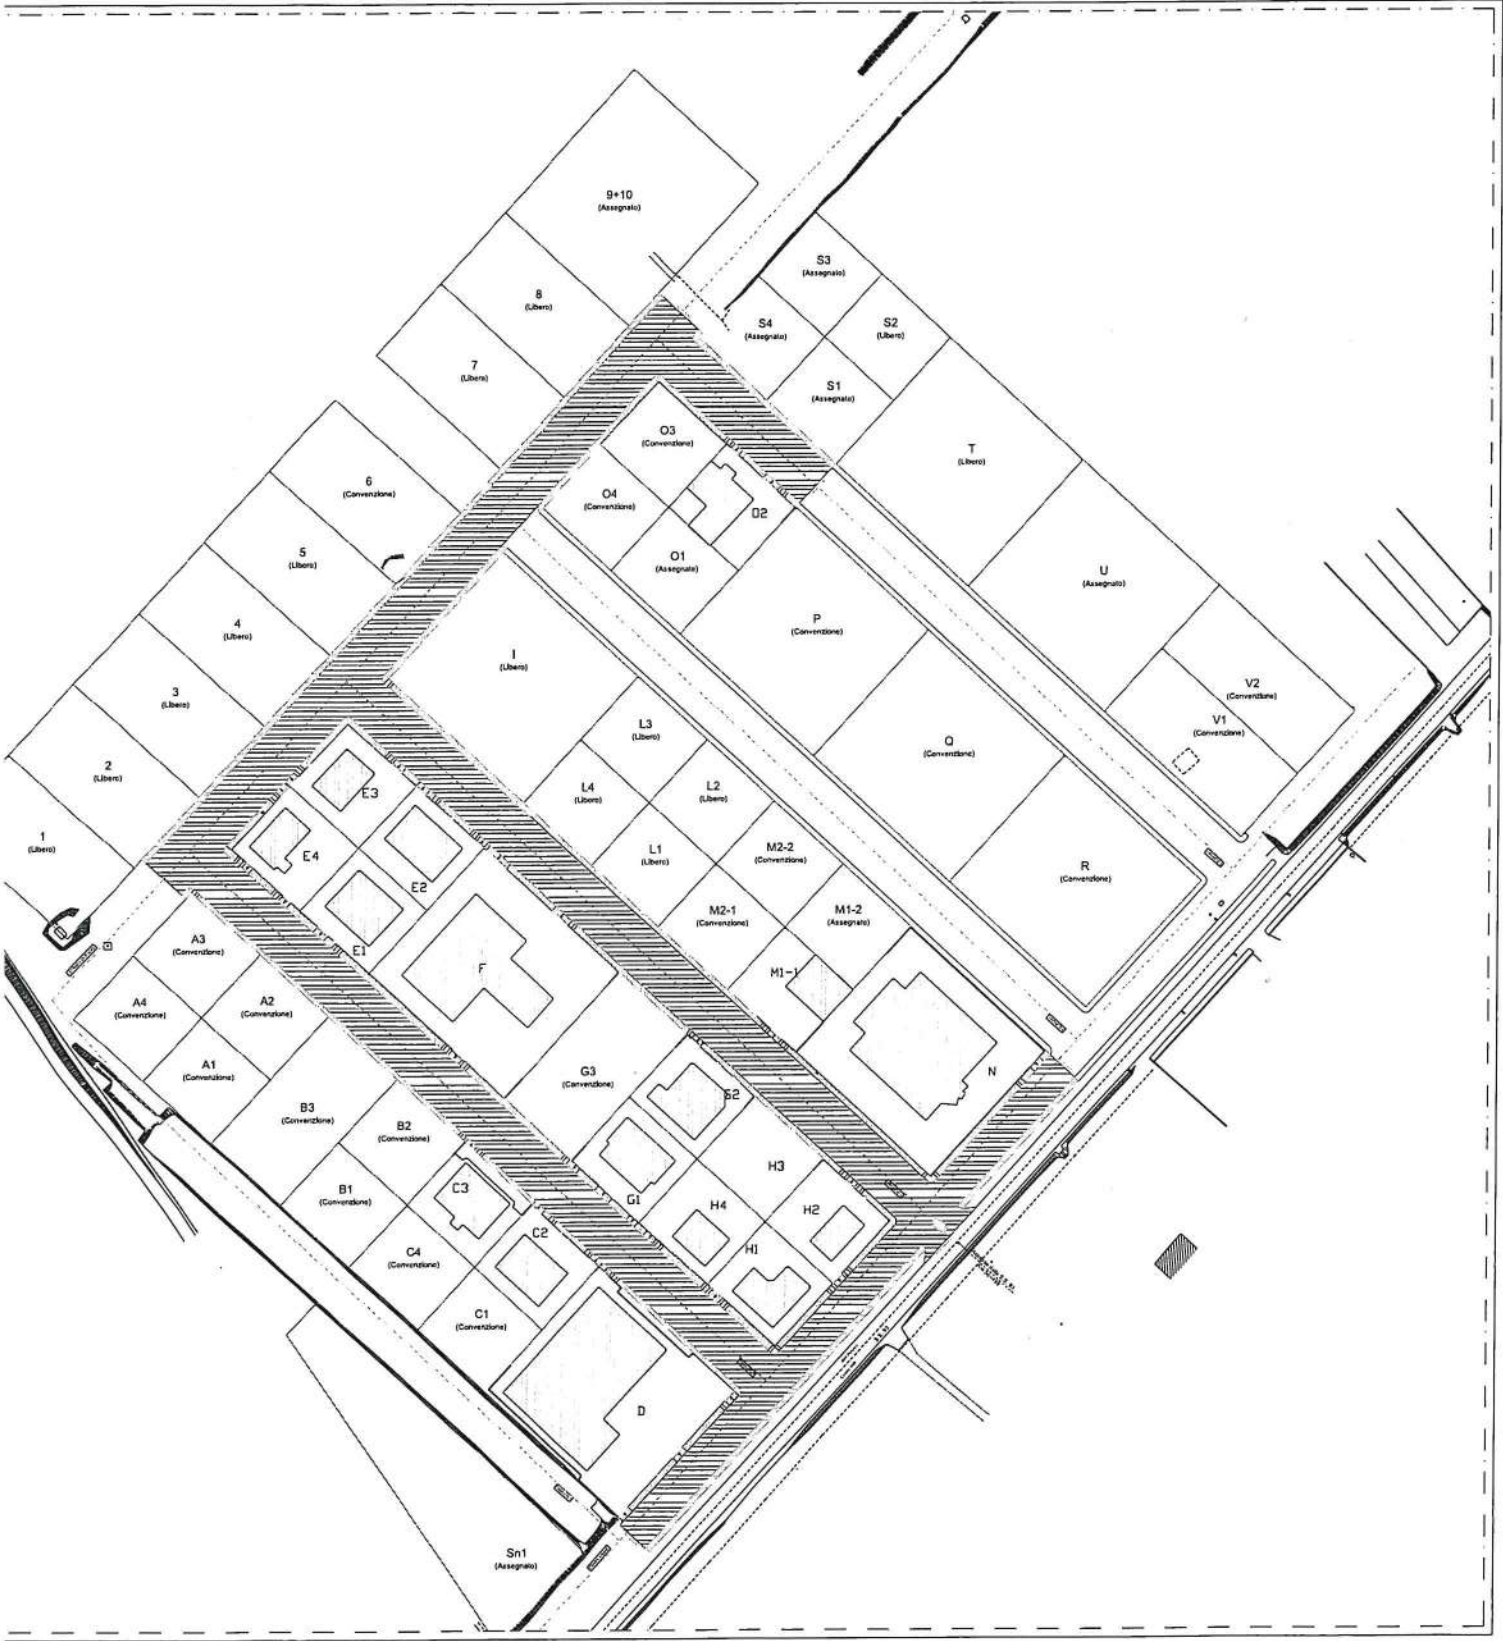 9+10
(Assegnato)
S3
(Assegnato)
8
(Libero)
S4
(Assegnato)
S2
(Libero)
7
(Libero)
S1
(Assegnato)
O3
(Convenzione)
T
(Libero)
6
(Convenzione)
O4
(Convenzione)
O2
5
(Libero)
O1
(Assegnato)
U
(Assegnato)
4
(Libero)
P
(Convenzione)
I
(Libero)
3
(Libero)
V2
(Convenzione)
L3
(Libero)
V1
(Convenzione)
Q
(Convenzione)
2
(Libero)
L4
(Libero)
L2
(Libero)
E3
1
(Libero)
E4
L1
(Libero)
M2-2
(Convenzione)
R
(Convenzione)
E2
M2-1
(Convenzione)
M1-2
(Assegnato)
A3
(Convenzione)
E1
F
M1-1
A4
(Convenzione)
A2
(Convenzione)
A1
(Convenzione)
G3
(Convenzione)
N
G2
B3
(Convenzione)
B2
(Convenzione)
H3
B1
(Convenzione)
C3
G1
H4
H2
C4
(Convenzione)
C2
H1
C1
(Convenzione)
D
Sn1
(Assegnato)